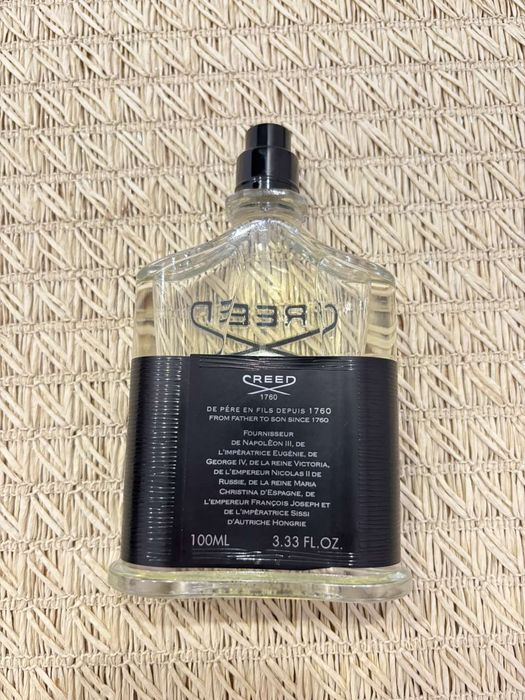 CREED
CREED
1760
DE PÈRE EN FILS DEPUIS 1760
FROM FATHER TO SON SINCE 1760
FOURNISSEUR
DE NAPOLÉON III, DE
L'IMPÉRATRICE EUGÉNIE, DE
GEORGE IV, DE LA REINE VICTORIA,
DE L'EMPEREUR NICOLAS II DE
RUSSIE, DE LA REINE MARIA
CHRISTINA D'ESPAGNE, DE
L'EMPEREUR FRANÇOIS JOSEPH ET
DE L'IMPÉRATRICE SISSI
D'AUTRICHE HONGRIE
100ML 3.33 FL.OZ.